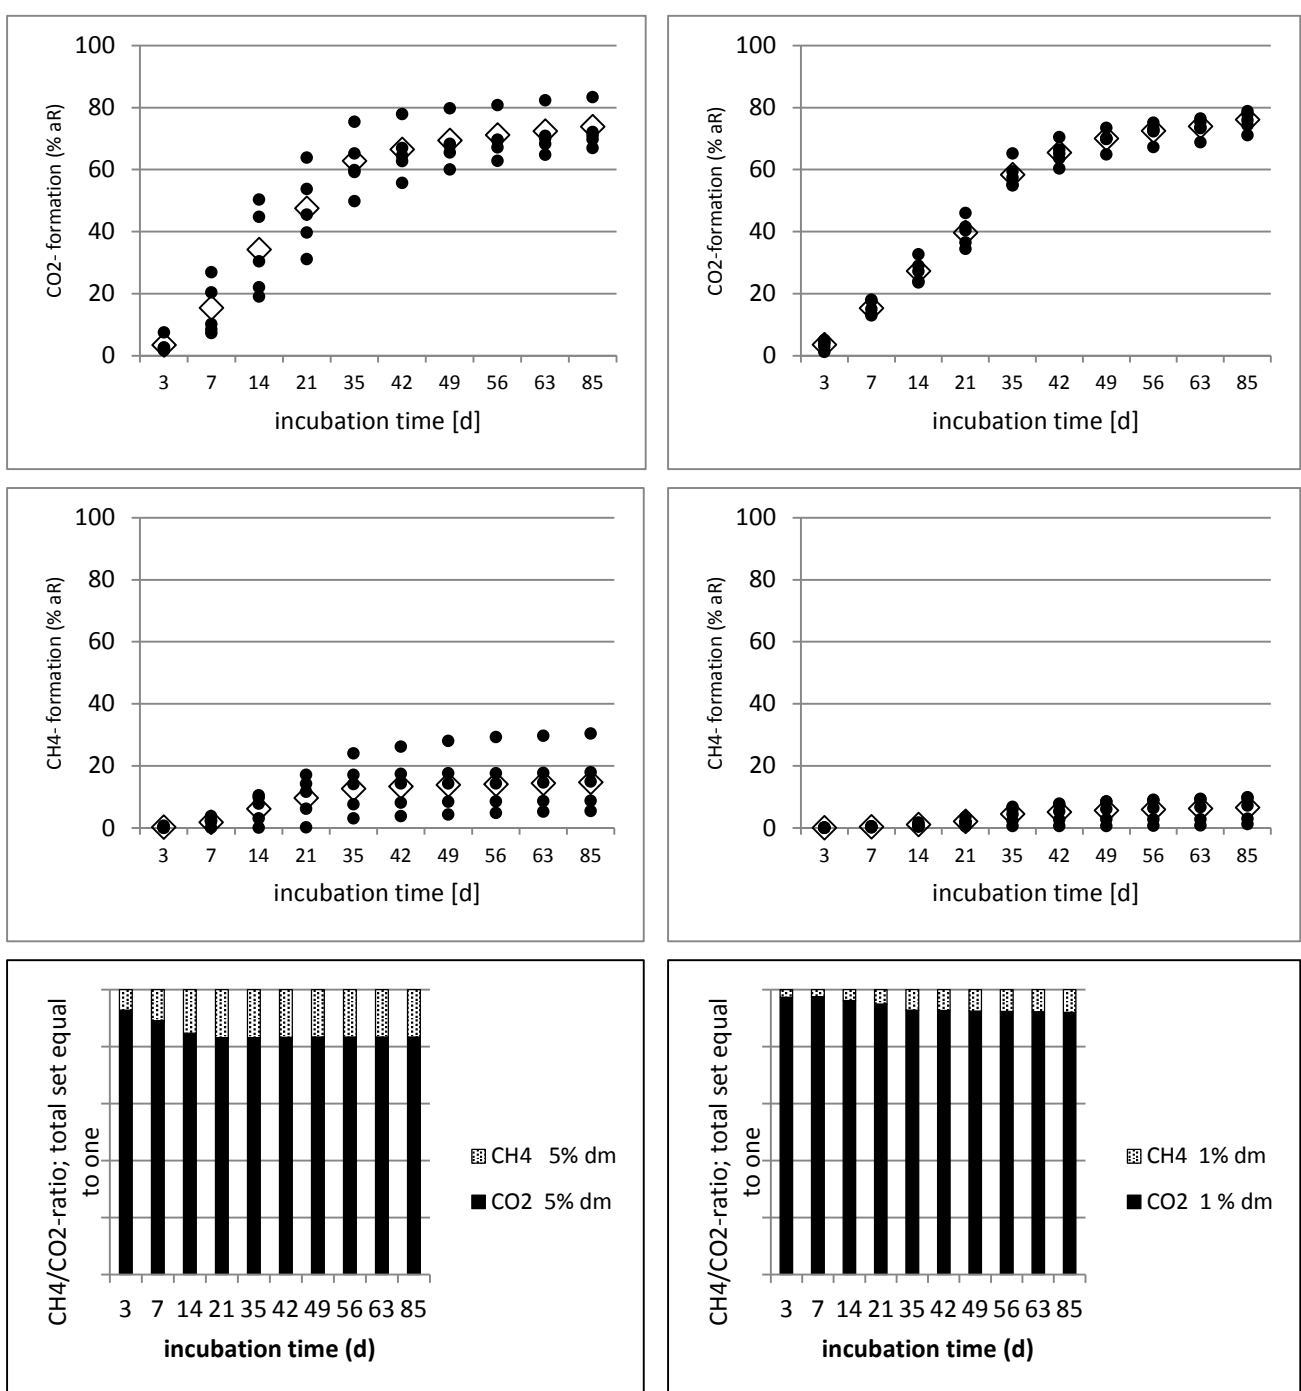 CO2- formation (% aR)
100
80
60
40
20
0
3 7 14 21 35 42 49 56 63 85
incubation time [d]
CO2-formation (% aR)
100
80
60
40
20
0
3 7 14 21 35 42 49 56 63 85
incubation time [d]
CH4- formation (% aR)
100
80
60
40
20
0
3 7 14 21 35 42 49 56 63 85
incubation time [d]
CH4- formation (% aR)
100
80
60
40
20
0
3 7 14 21 35 42 49 56 63 85
incubation time [d]
CH4/CO2-ratio; total set equal
to one
CH4 5% dm
CO2 5% dm
3 7 14 21 35 42 49 56 63 85
incubation time (d)
CH4/CO2-ratio; total set equal
to one
CH4 1% dm
CO2 1 % dm
3 7 14 21 35 42 49 56 63 85
incubation time (d)